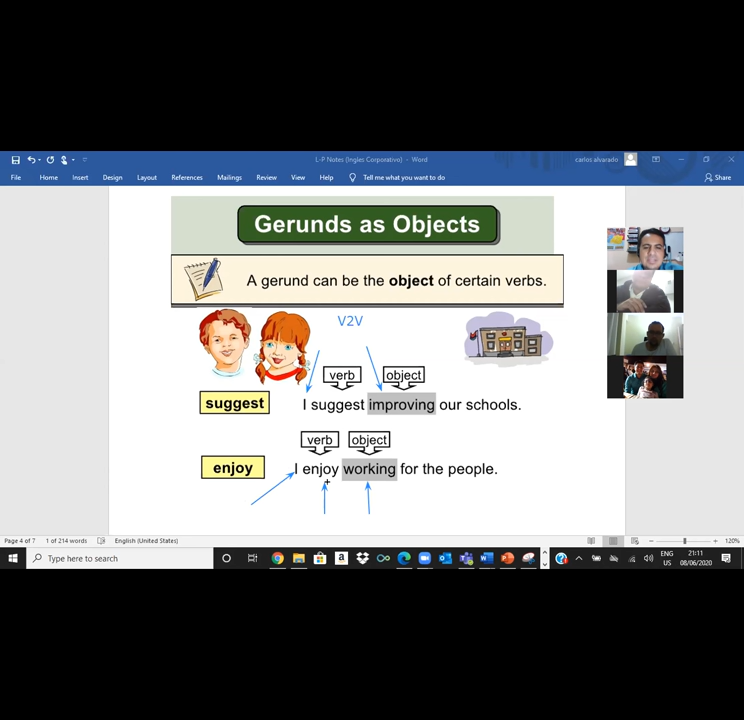 L-P Notes (Ingles Corporativo) - Word
carlos alvarado
File Home Insert Design Layout References Mailings Review View Help Tell me what you want to do Share
Gerunds as Objects
A gerund can be the object of certain verbs.
V2V
verb object
suggest I suggest improving our schools.
verb object
enjoy I enjoy working for the people.
Page 4 of 7 1 of 214 words English (United States) 120%
Type here to search
ENG 21:11
US 08/06/2020